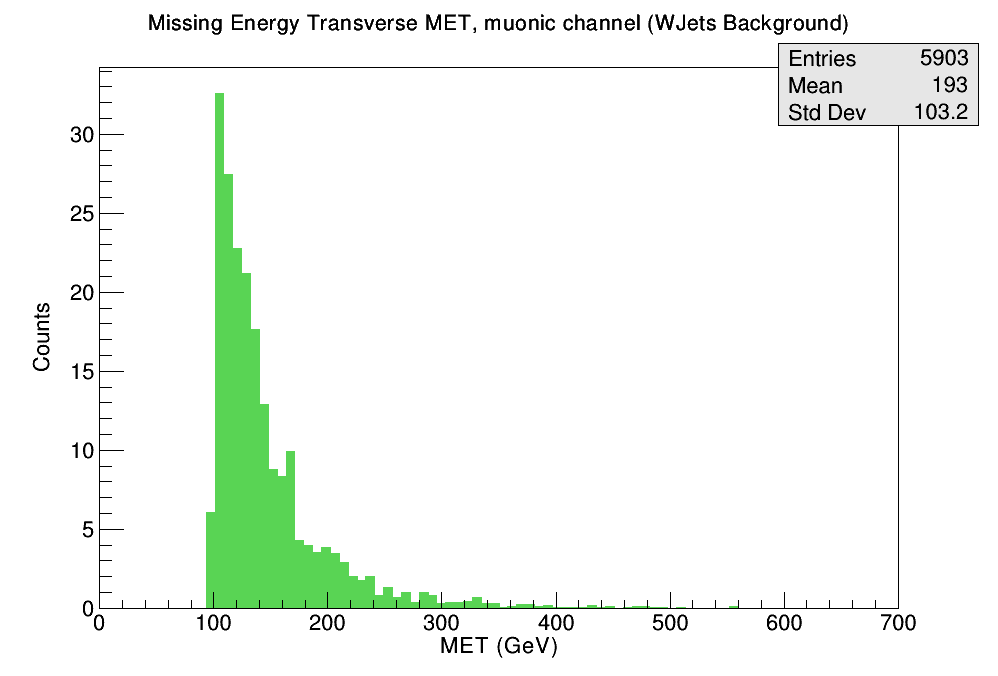 Missing Energy Transverse MET, muonic channel (WJets Background)
Entries 5903
Mean 193
Std Dev 103.2
30
25
20
15
10
5
0
Counts
0 100 200 300 400 500 600 700
MET (GeV)